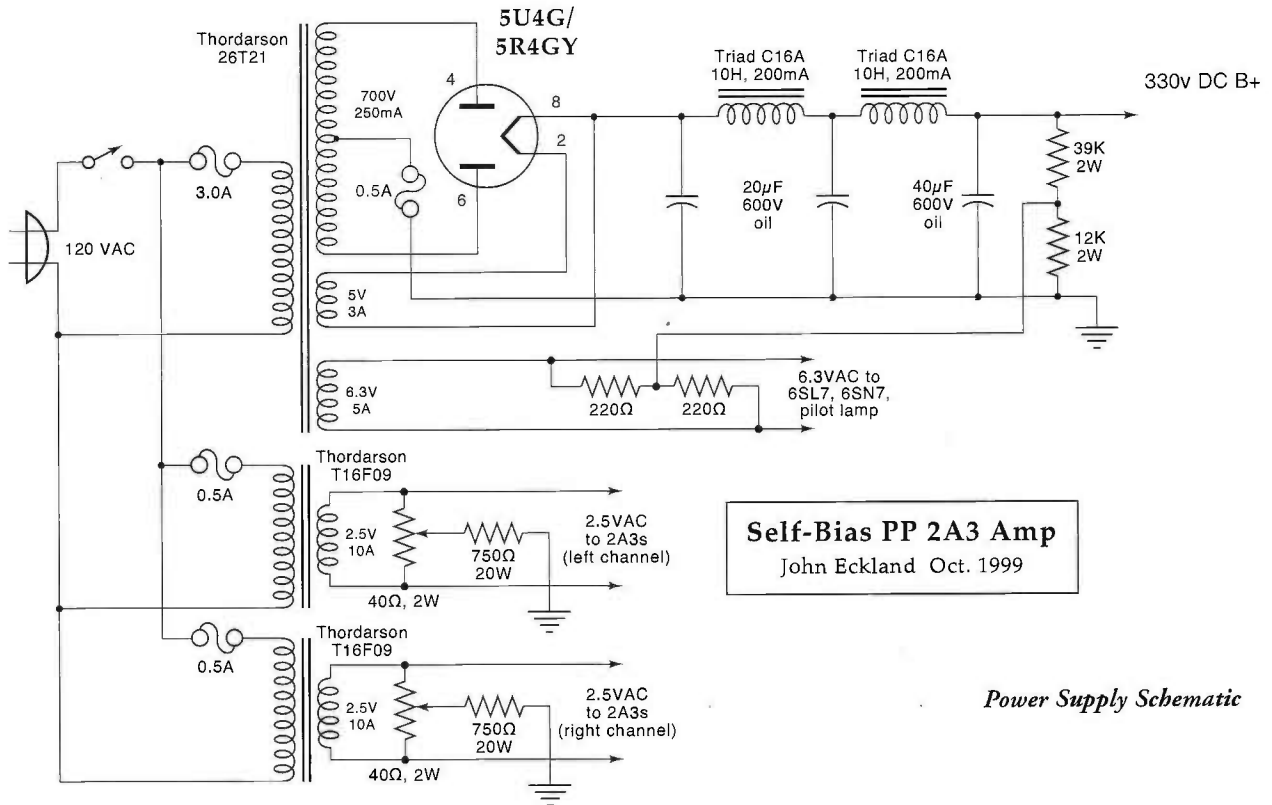 5U4G/
5R4GY
Thordarson
26T21
Triad C16A
10H, 200mA
Triad C16A
10H, 200mA
330v DC B+
4
8
2
6
700V
250mA
0.5A
3.0A
120 VAC
20µF
600V
oil
40µF
600V
oil
39K
2W
12K
2W
5V
3A
6.3V
5A
220Ω
220Ω
6.3VAC to
6SL7, 6SN7,
pilot lamp
0.5A
Thordarson
T16F09
2.5V
10A
750Ω
20W
40Ω, 2W
2.5VAC
to 2A3s
(left channel)
Self-Bias PP 2A3 Amp
John Eckland Oct. 1999
0.5A
Thordarson
T16F09
2.5V
10A
750Ω
20W
40Ω, 2W
2.5VAC
to 2A3s
(right channel)
Power Supply Schematic